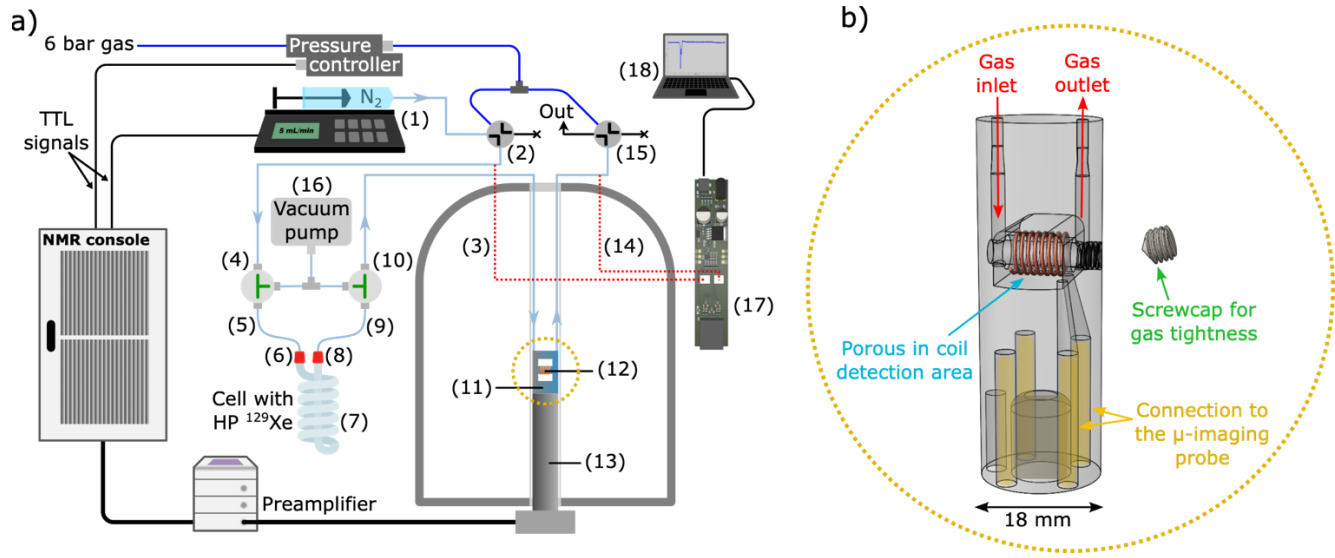 a)
6 bar gas
Pressure
controller
N₂
(1)
5 mL/min
TTL
signals
(2)
Out
(15)
(18)
(16)
Vacuum
pump
(3)
(14)
(4)
(10)
(17)
(5)
(9)
(6)
(8)
Cell with
HP ¹²⁹Xe
(7)
(11)
(12)
(13)
NMR console
Preamplifier
b)
Gas
inlet
Gas
outlet
Screwcap for
gas tightness
Porous in coil
detection area
Connection to
the μ-imaging
probe
18 mm